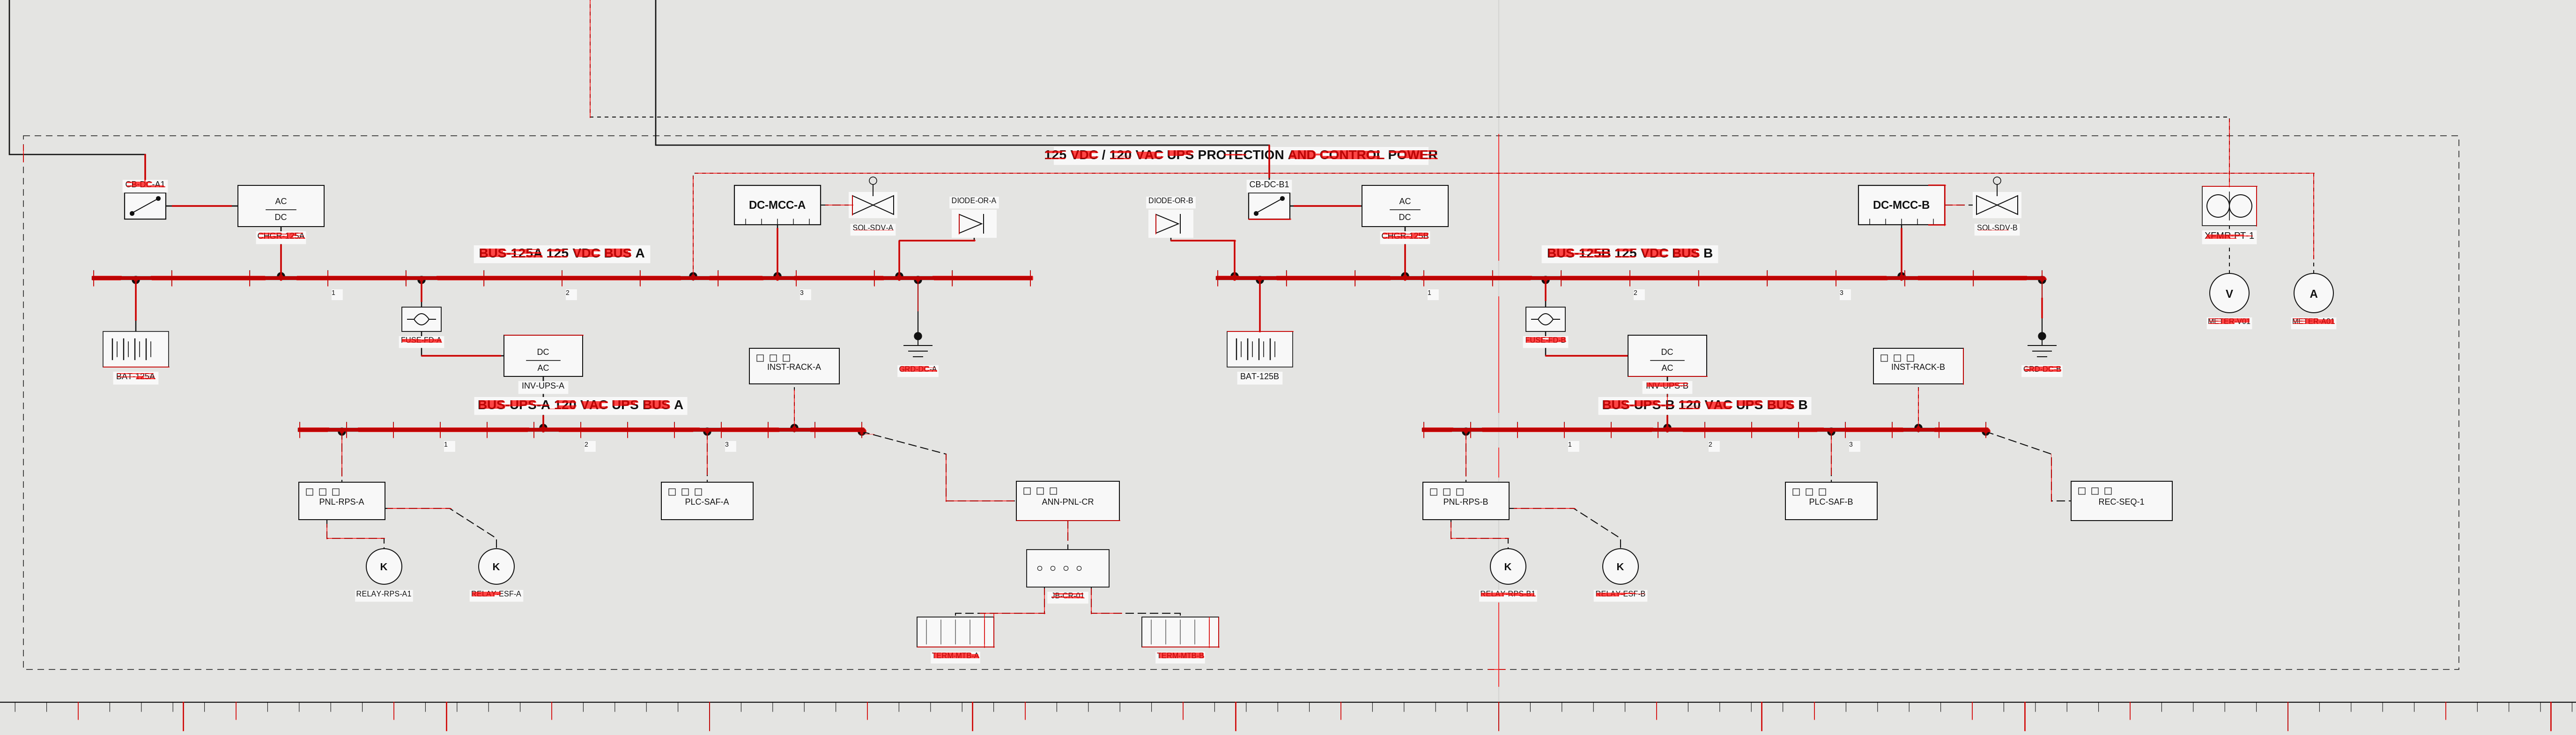 125 VDC / 120 VAC UPS PROTECTION AND CONTROL POWER
CB-DC-A1
AC
DC
CHGR-125A
DC-MCC-A
SOL-SDV-A
DIODE-OR-A
DIODE-OR-B
CB-DC-B1
AC
DC
CHGR-125B
DC-MCC-B
SOL-SDV-B
XFMR-PT-1
BUS-125A 125 VDC BUS A
BUS-125B 125 VDC BUS B
1
2
3
1
2
3
V
METER-V01
A
METER-A01
BAT-125A
FUSE-FD-A
DC
AC
INV-UPS-A
INST-RACK-A
GRD-DC-A
BAT-125B
FUSE-FD-B
DC
AC
INV-UPS-B
INST-RACK-B
GRD-DC-B
BUS-UPS-A 120 VAC UPS BUS A
BUS-UPS-B 120 VAC UPS BUS B
1
2
3
1
2
3
PNL-RPS-A
PLC-SAF-A
ANN-PNL-CR
PNL-RPS-B
PLC-SAF-B
REC-SEQ-1
K
RELAY-RPS-A1
K
RELAY-ESF-A
JB-CR-01
K
RELAY-RPS-B1
K
RELAY-ESF-B
TERM-MTB-A
TERM-MTB-B